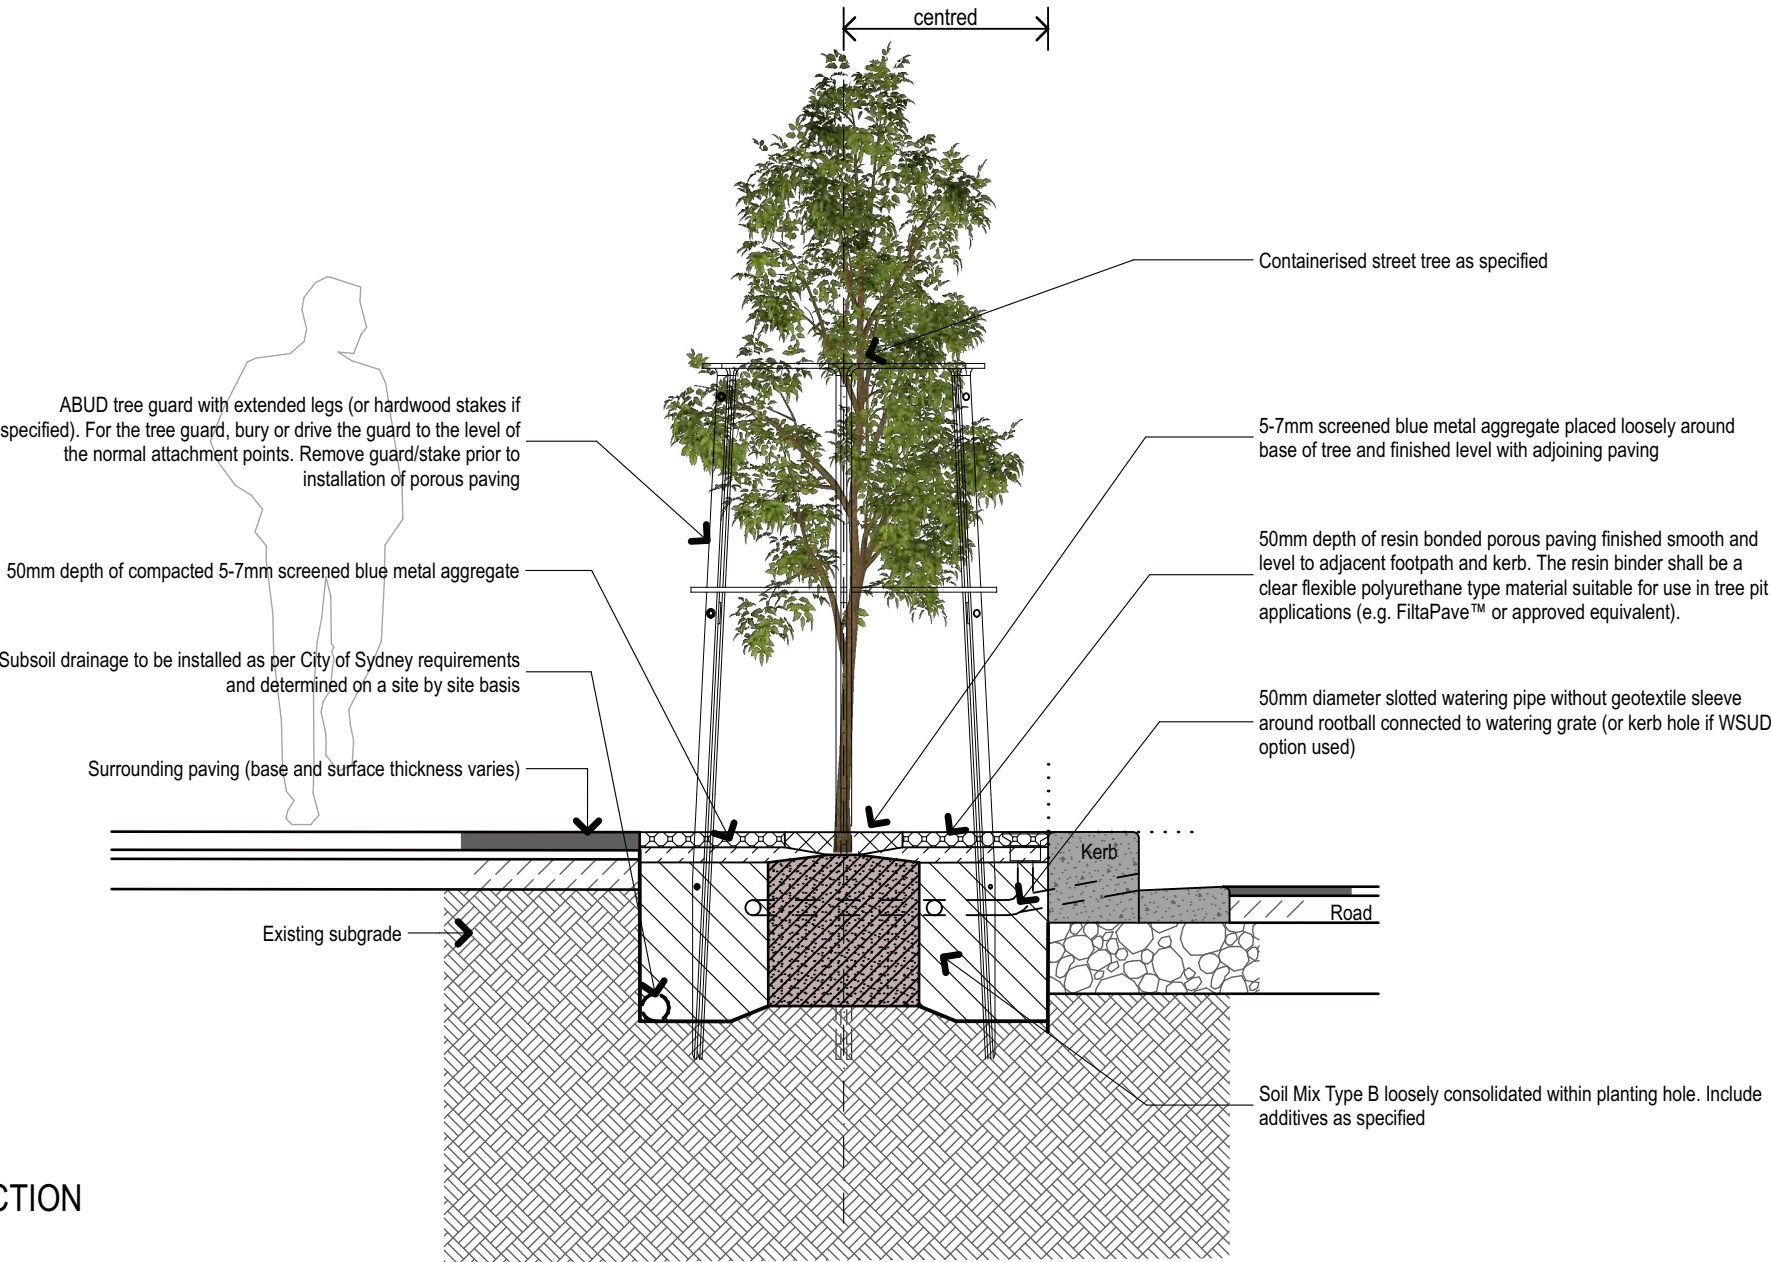 centred
Containerised street tree as specified
ABUD tree guard with extended legs (or hardwood stakes if
specified). For the tree guard, bury or drive the guard to the level of
the normal attachment points. Remove guard/stake prior to
installation of porous paving
5-7mm screened blue metal aggregate placed loosely around
base of tree and finished level with adjoining paving
50mm depth of resin bonded porous paving finished smooth and
level to adjacent footpath and kerb. The resin binder shall be a
clear flexible polyurethane type material suitable for use in tree pit
applications (e.g. FiltaPave™ or approved equivalent).
50mm depth of compacted 5-7mm screened blue metal aggregate
Subsoil drainage to be installed as per City of Sydney requirements
and determined on a site by site basis
50mm diameter slotted watering pipe without geotextile sleeve
around rootball connected to watering grate (or kerb hole if WSUD
option used)
Surrounding paving (base and surface thickness varies)
Kerb
Road
Existing subgrade
Soil Mix Type B loosely consolidated within planting hole. Include
additives as specified
CTION